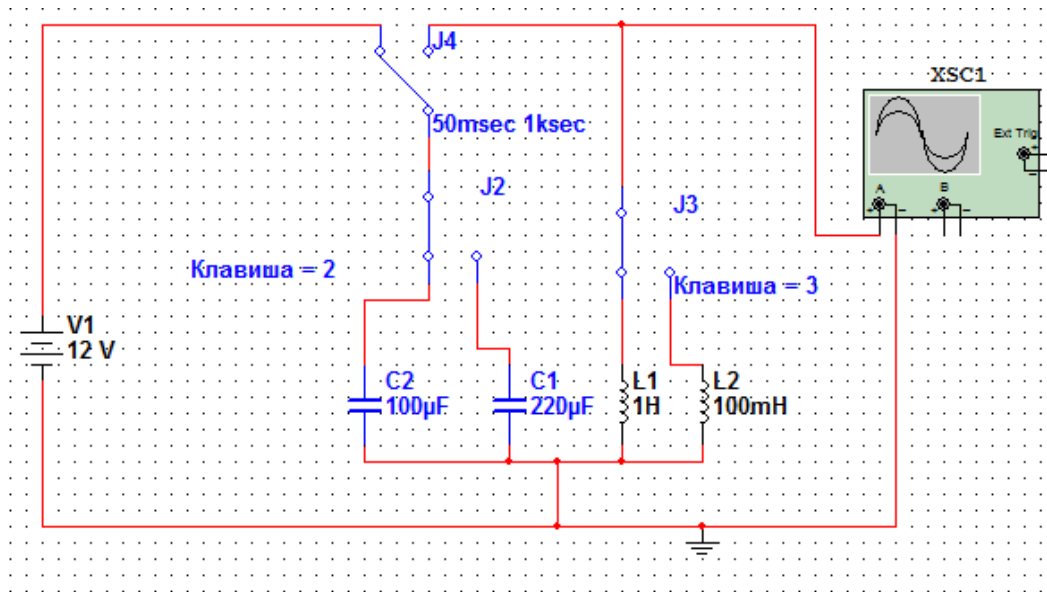 J4
XSC1
Ext Trig
+
–
50msec 1ksec
A
B
+ –
+ –
J2
J3
Клавиша = 2
Клавиша = 3
V1
12 V
C2
100µF
C1
220µF
L1
1H
L2
100mH